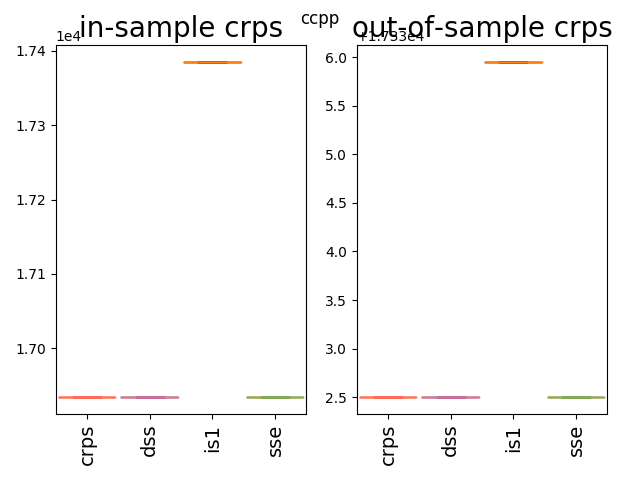 ccpp
in-sample crps
out-of-sample crps
1e4
1.74
1.73
1.72
1.71
1.70
crps
dss
is1
sse
+1.733e4
6.0
5.5
5.0
4.5
4.0
3.5
3.0
2.5
crps
dss
is1
sse